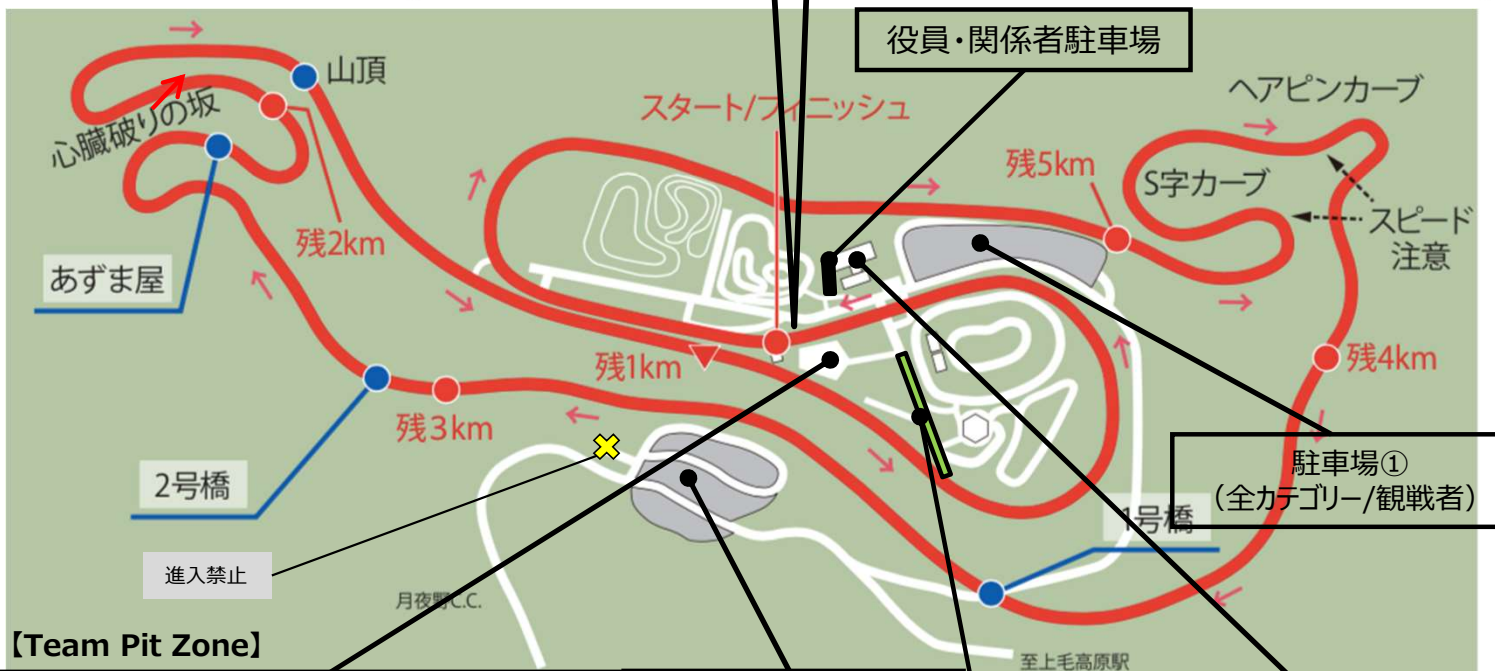 役員・関係者駐車場
山頂
ヘアピンカーブ
スタート/フィニッシュ
心臓破りの坂
残5km
S字カーブ
スピード
注意
残2km
あずま屋
残1km
残4km
残3km
2号橋
駐車場①
（全カテゴリー/観戦者）
1号橋
進入禁止
月夜野C.C.
【Team Pit Zone】
至上毛高原駅